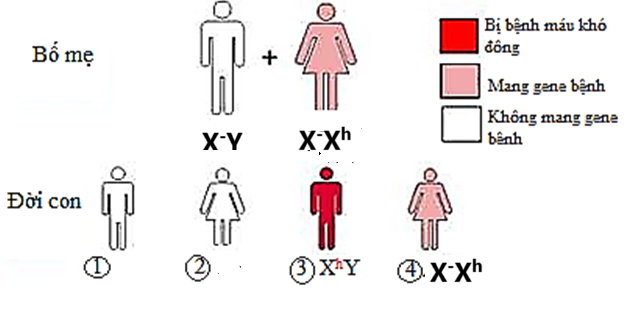 Bị bệnh máu khó
đông
Bố mẹ
+
Mang gene bệnh
Không mang gene
bênh
X-Y
X-Xʰ
Đời con
① ② ③ XʰY ④ X-Xʰ